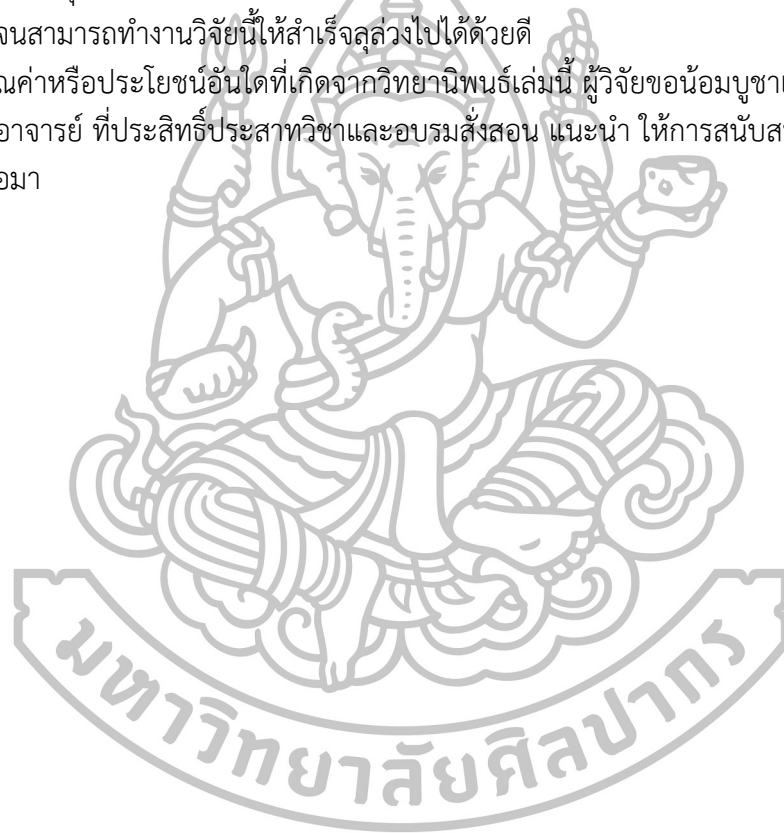 จนสามารถทำงานวิจัยนี้ให้สำเร็จลุล่วงไปได้ด้วยดี
ณค่าหรือประโยชน์อันใดที่เกิดจากวิทยานิพนธ์เล่มนี้ ผู้วิจัยขอน้อมบูชา
อาจารย์ ที่ประสิทธิ์ประสาทวิชาและอบรมสั่งสอน แนะนำ ให้การสนับส
อมา
มหาวิทยาลัยศิลปากร